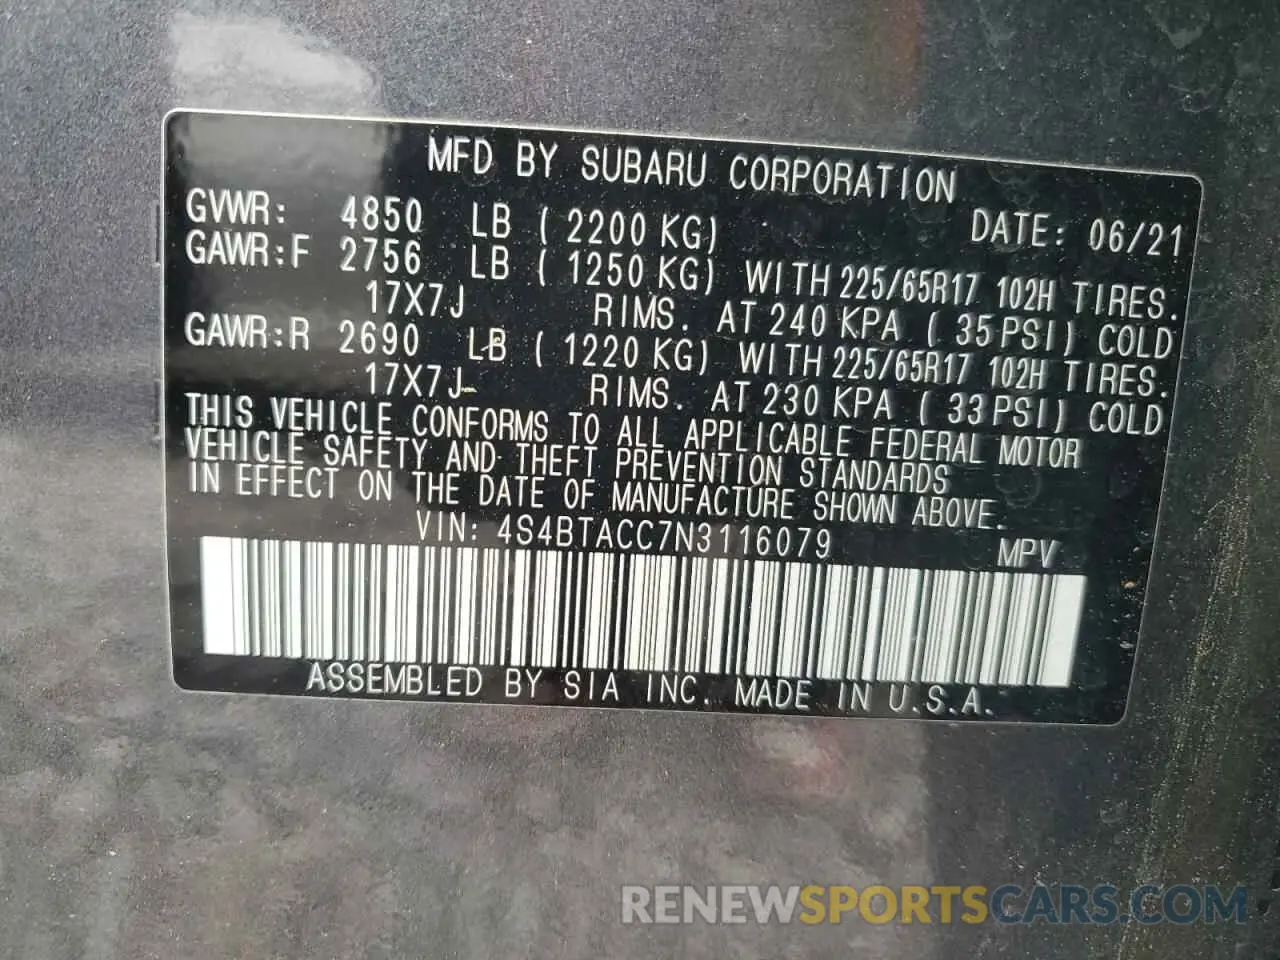 MFD BY SUBARU CORPORATION
GVWR: 4850 LB ( 2200 KG) DATE: 06/21
GAWR:F 2756 LB ( 1250 KG) WITH 225/65R17 102H TIRES.
17X7J RIMS. AT 240 KPA ( 35 PSI) COLD
GAWR:R 2690 LB ( 1220 KG) WITH 225/65R17 102H TIRES.
17X7J RIMS. AT 230 KPA ( 33 PSI) COLD
THIS VEHICLE CONFORMS TO ALL APPLICABLE FEDERAL MOTOR
VEHICLE SAFETY AND THEFT PREVENTION STANDARDS
IN EFFECT ON THE DATE OF MANUFACTURE SHOWN ABOVE.
VIN: 4S4BTACC7N3116079 MPV
ASSEMBLED BY SIA INC. MADE IN U.S.A.
RENEWSPORTSCARS.COM